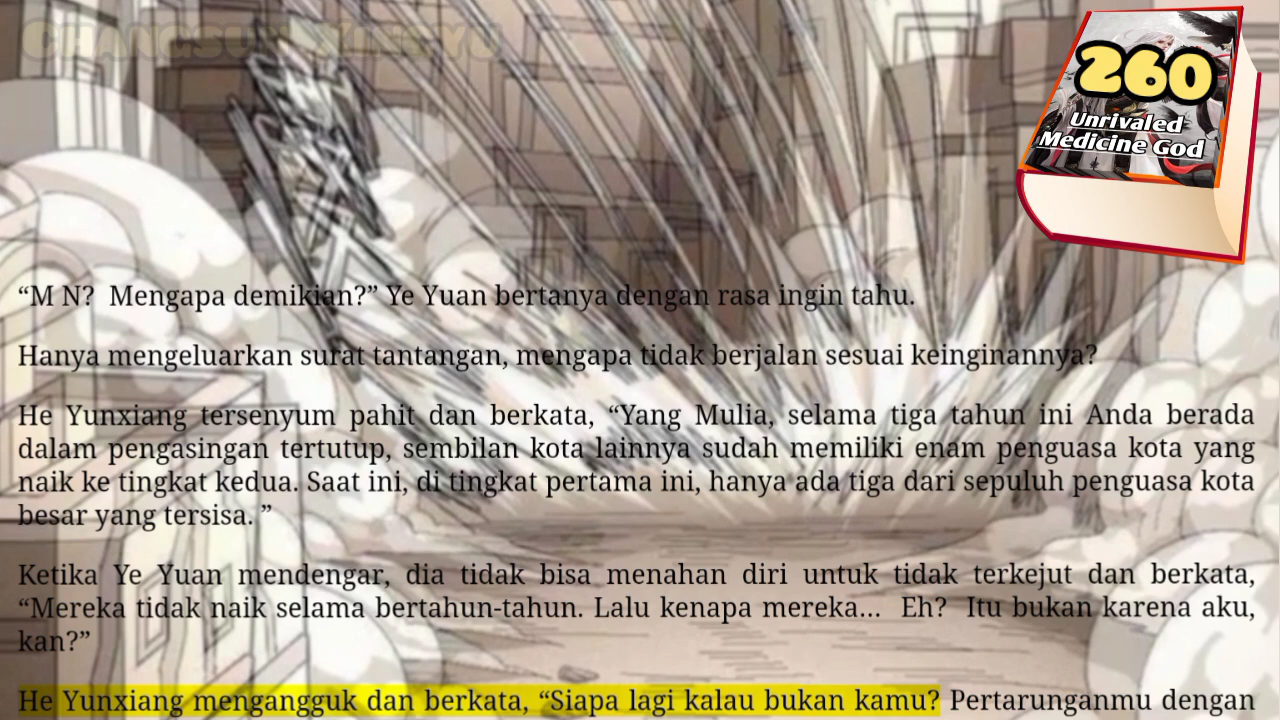 CHANGSUN XINGYU
260
Unrivaled
Medicine God
“M N?  Mengapa demikian?” Ye Yuan bertanya dengan rasa ingin tahu.
Hanya mengeluarkan surat tantangan, mengapa tidak berjalan sesuai keinginannya?
He Yunxiang tersenyum pahit dan berkata, “Yang Mulia, selama tiga tahun ini Anda berada
dalam pengasingan tertutup, sembilan kota lainnya sudah memiliki enam penguasa kota yang
naik ke tingkat kedua. Saat ini, di tingkat pertama ini, hanya ada tiga dari sepuluh penguasa kota
besar yang tersisa. ”
Ketika Ye Yuan mendengar, dia tidak bisa menahan diri untuk tidak terkejut dan berkata,
“Mereka tidak naik selama bertahun-tahun. Lalu kenapa mereka...  Eh?  Itu bukan karena aku,
kan?”
He Yunxiang mengangguk dan berkata, “Siapa lagi kalau bukan kamu? Pertarunganmu dengan